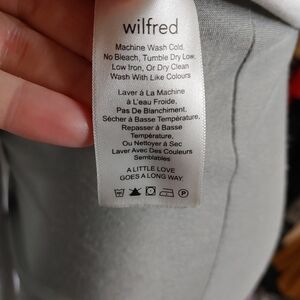 wilfred
Machine Wash Cold,
No Bleach, Tumble Dry Low,
Low Iron, Or Dry Clean
Wash With Like Colours
Laver à La Machine
à L'eau Froide,
Pas De Blanchiment,
Sécher à Basse Température,
Repasser à Basse
Température,
Ou Nettoyer à Sec
Laver Avec Des Couleurs
Semblables
A LITTLE LOVE
GOES A LONG WAY.